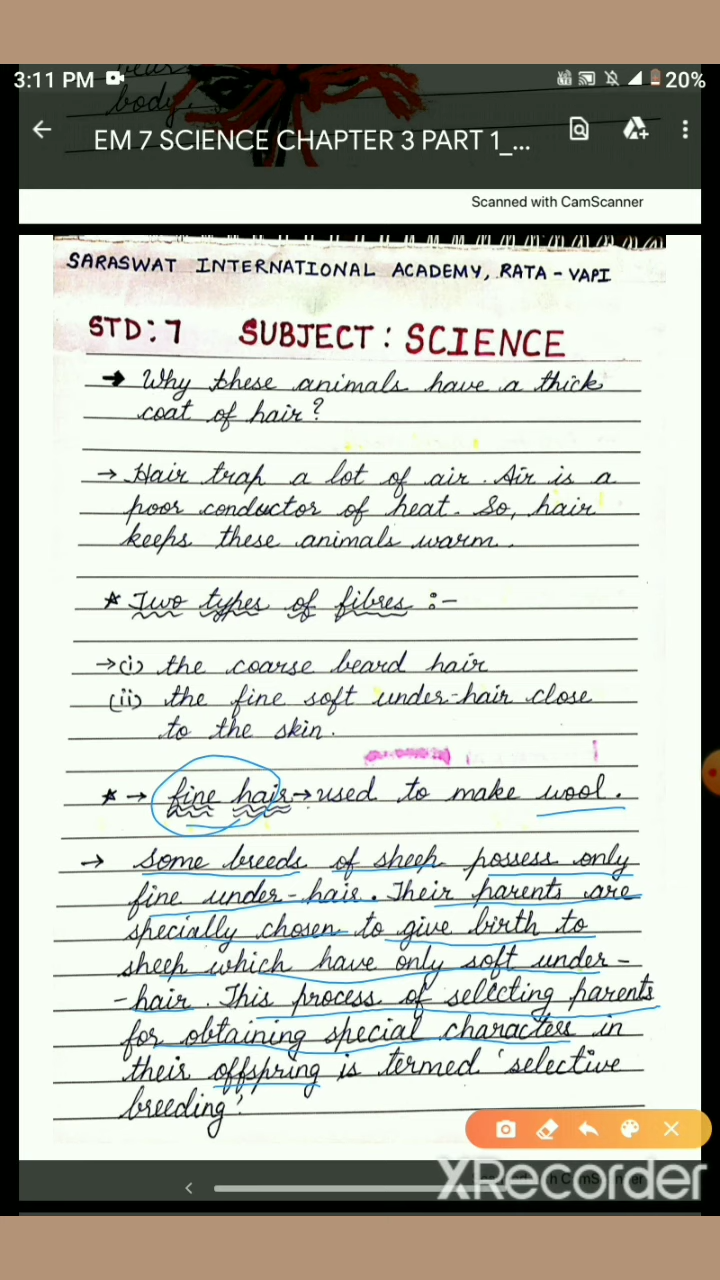 bear
body.
3:11 PM
20%
EM 7 SCIENCE CHAPTER 3 PART 1_...
Scanned with CamScanner
SARASWAT INTERNATIONAL ACADEMY, RATA - VAPI
STD: 7 SUBJECT: SCIENCE
→ Why these animals have a thick
coat of hair?
→ Hair trap a lot of air. Air is a
poor conductor of heat. So, hair
keeps these animals warm.
* Two types of fibres :-
→ (i) the coarse beard hair
(ii) the fine soft under-hair close
to the skin.
* → fine hair → used to make wool.
→ Some breeds of sheep possess only
fine under-hair. Their parents are
specially chosen to give birth to
sheep which have only soft under-
-hair. This process of selecting parents
for obtaining special characters in
their offspring is termed 'selective
breeding'.
XRecorder